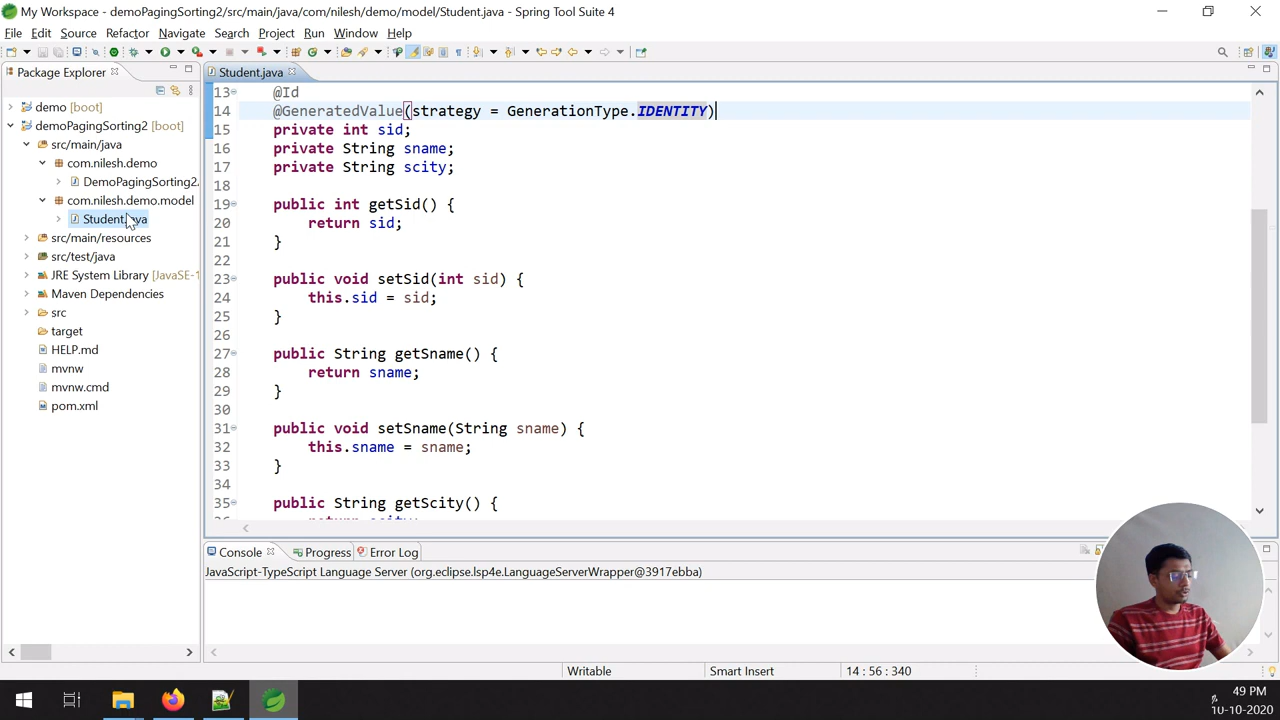 My Workspace - demoPagingSorting2/src/main/java/com/nilesh/demo/model/Student.java - Spring Tool Suite 4
File Edit Source Refactor Navigate Search Project Run Window Help
Package Explorer
Student.java
demo [boot]
demoPagingSorting2 [boot]
src/main/java
com.nilesh.demo
DemoPagingSorting2.
com.nilesh.demo.model
Student.java
src/main/resources
src/test/java
JRE System Library [JavaSE-1
Maven Dependencies
src
target
HELP.md
mvnw
mvnw.cmd
pom.xml
13 @Id
14 @GeneratedValue(strategy = GenerationType.IDENTITY)
15 private int sid;
16 private String sname;
17 private String scity;
18
19 public int getSid() {
20 return sid;
21 }
22
23 public void setSid(int sid) {
24 this.sid = sid;
25 }
26
27 public String getSname() {
28 return sname;
29 }
30
31 public void setSname(String sname) {
32 this.sname = sname;
33 }
34
35 public String getScity() {
Console Progress Error Log
JavaScript-TypeScript Language Server (org.eclipse.lsp4e.LanguageServerWrapper@3917ebba)
Writable Smart Insert 14 : 56 : 340
49 PM
10-10-2020